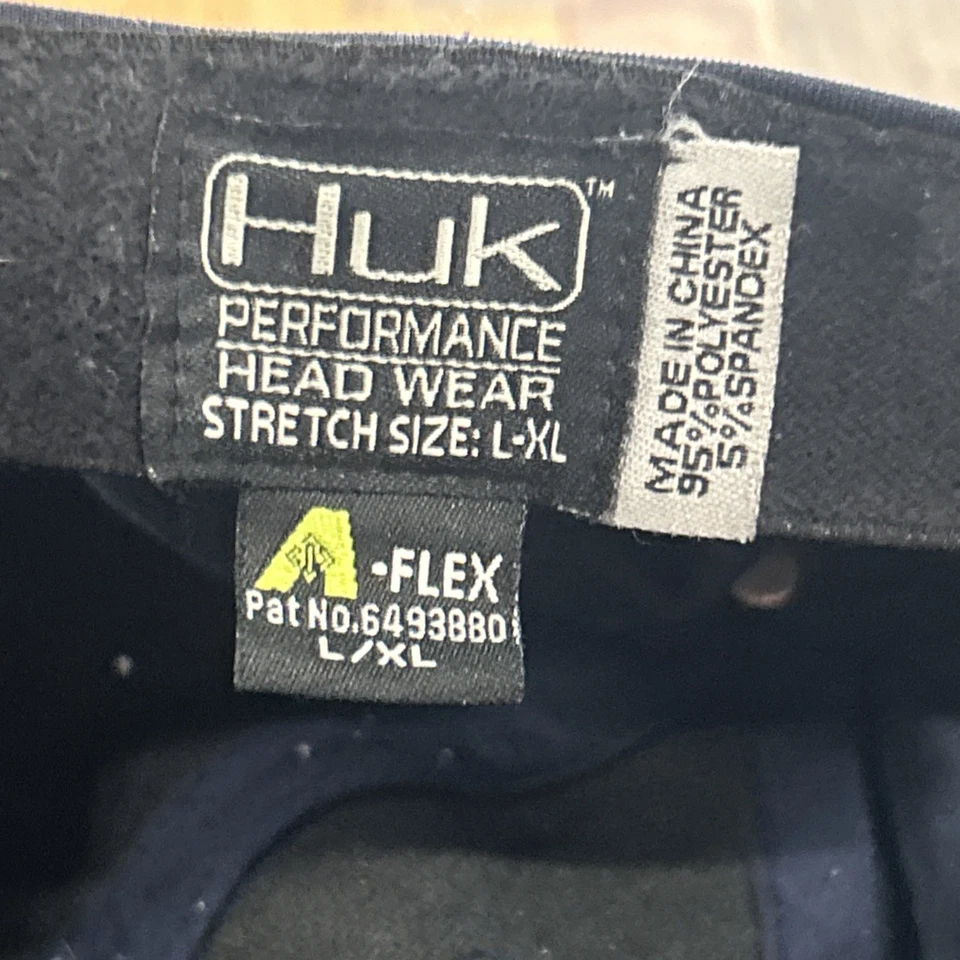 Huk™
PERFORMANCE
HEAD WEAR
STRETCH SIZE: L-XL
A-FLEX
Pat No.6493880
L/XL
MADE IN CHINA
95%POLYESTER
5%SPANDEX